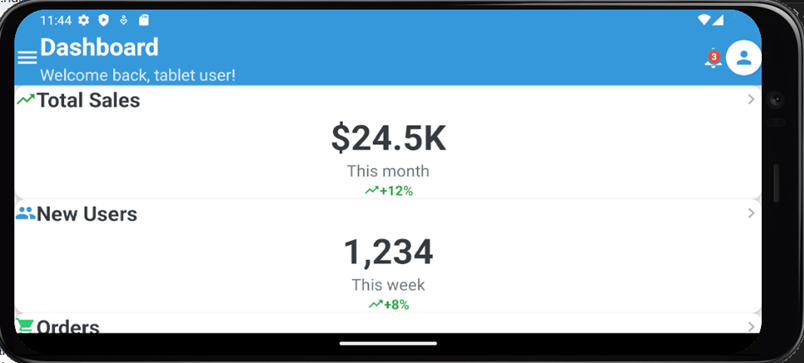 11:44
Dashboard
Welcome back, tablet user!
3
Total Sales
$24.5K
This month
+12%
New Users
1,234
This week
+8%
Orders